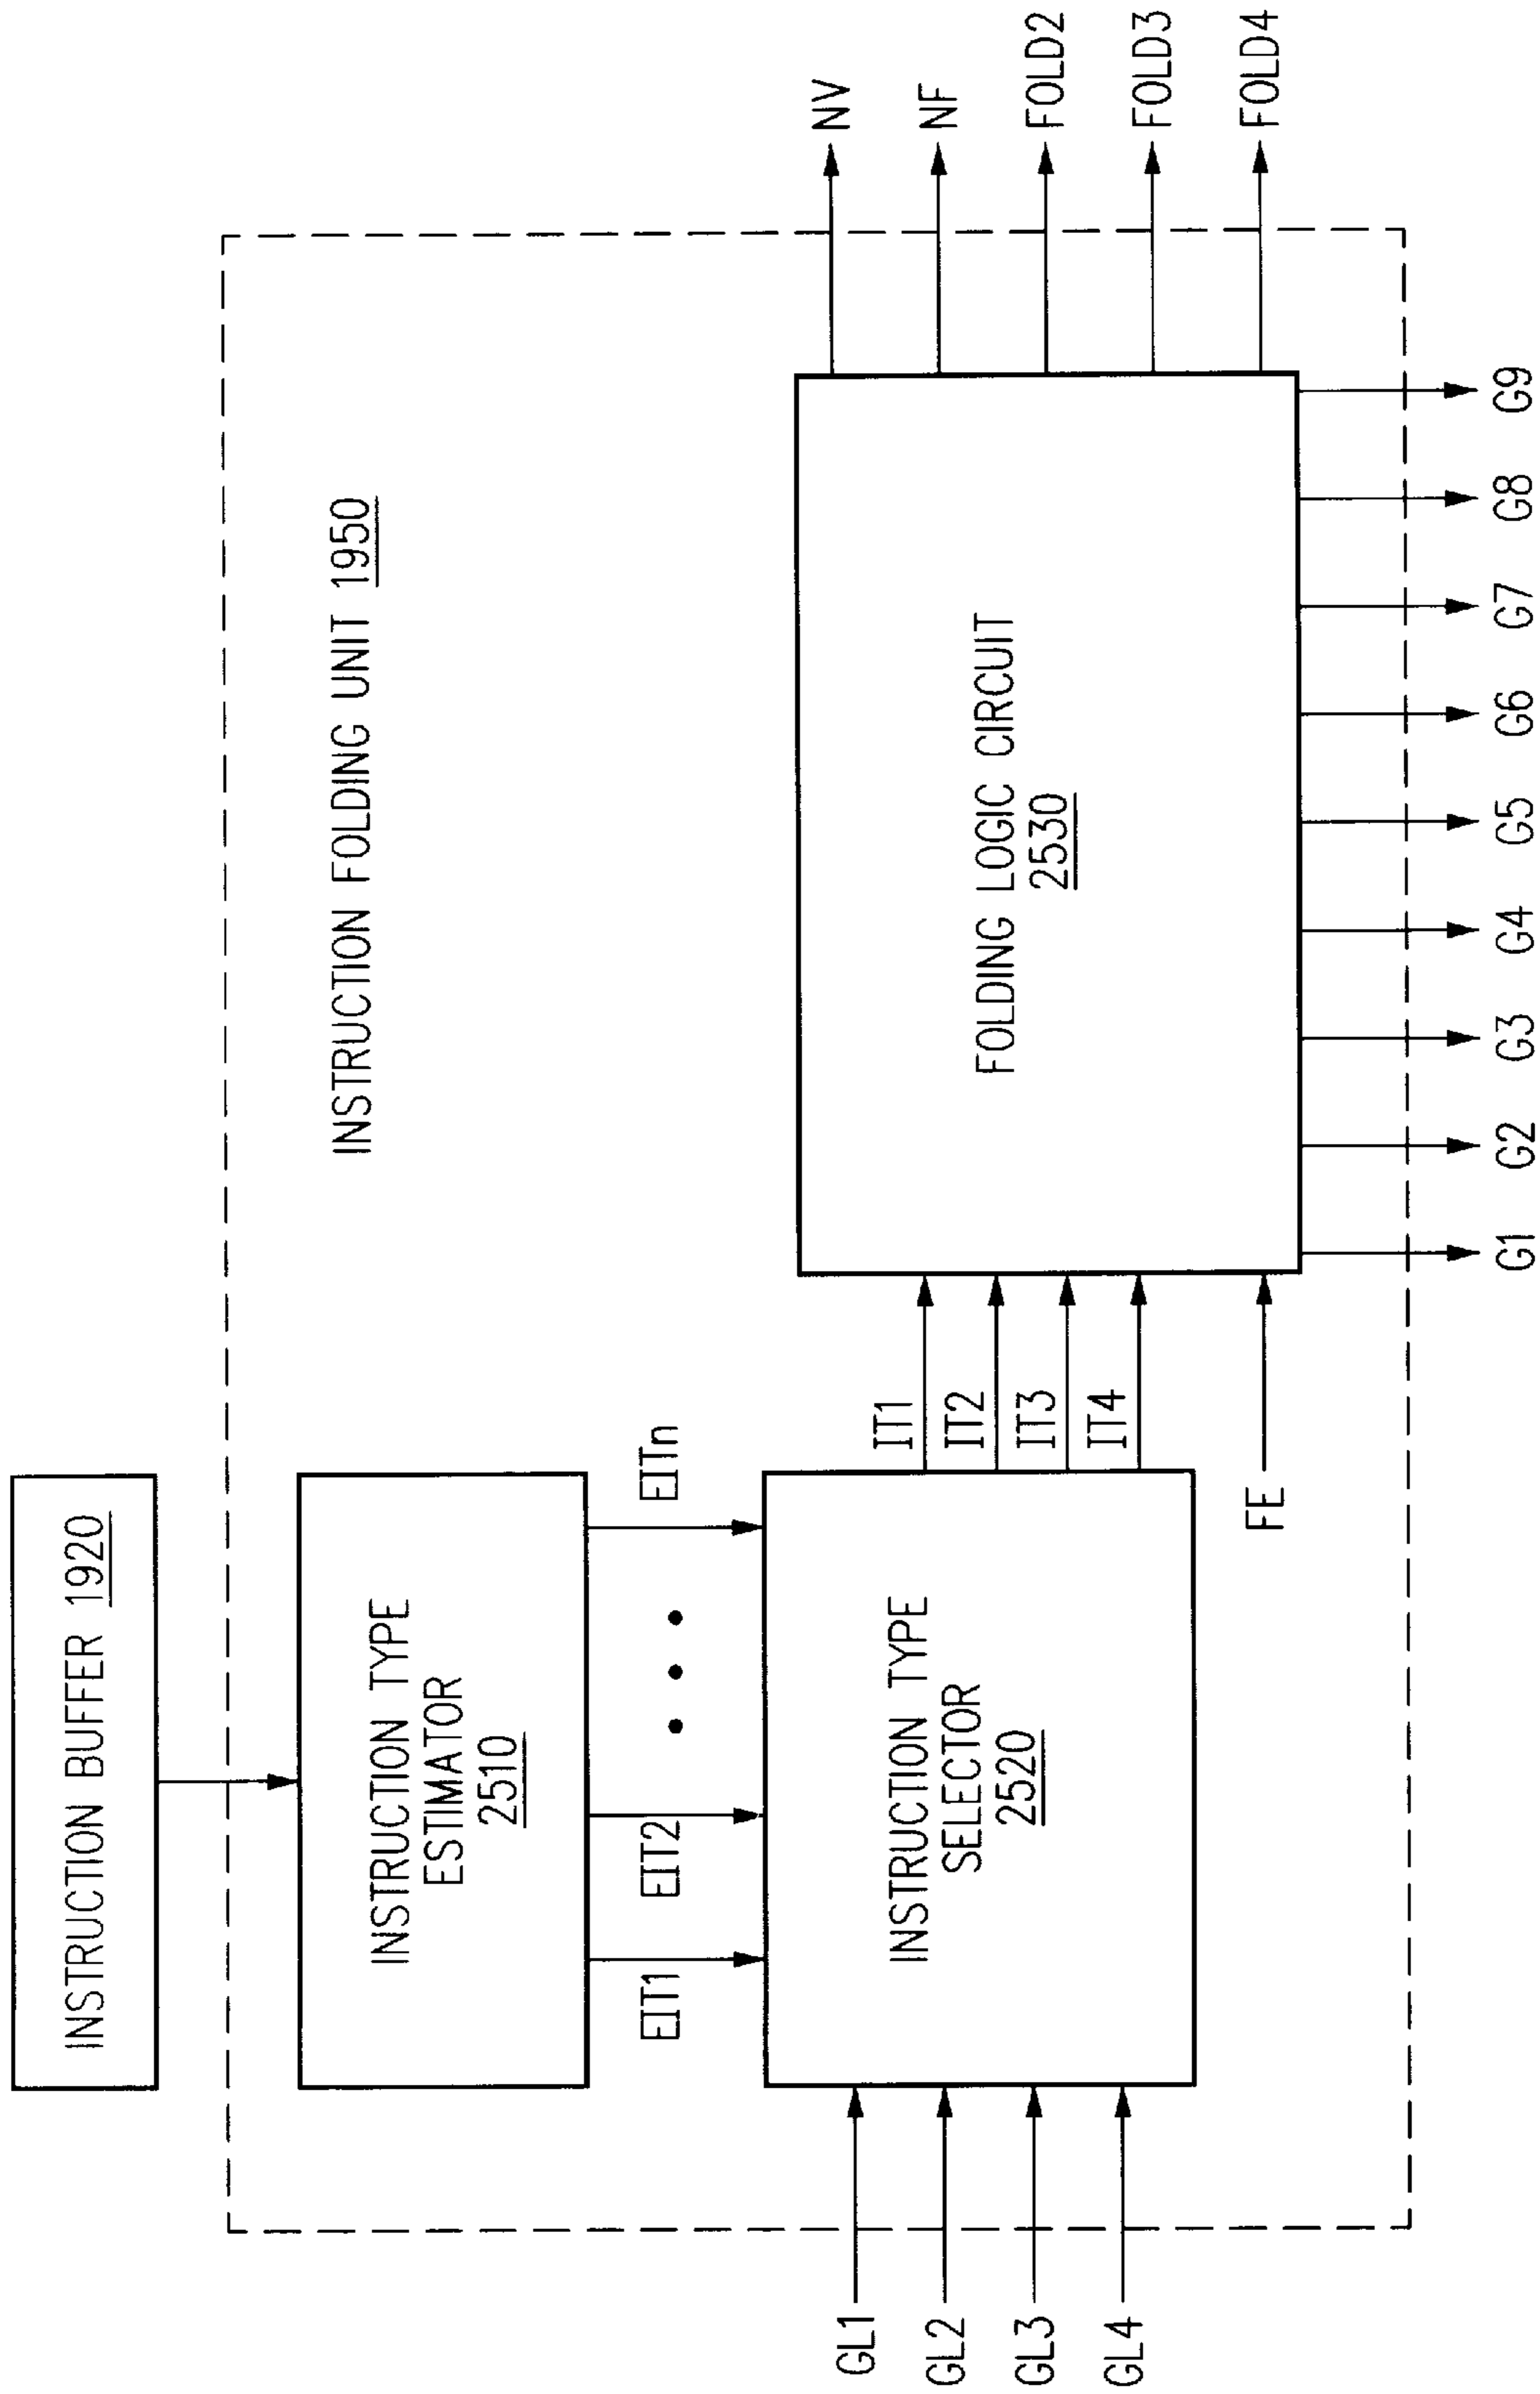 INSTRUCTION BUFFER 1920
INSTRUCTION FOLDING UNIT 1950
INSTRUCTION TYPE
ESTIMATOR
2510
EIT1
EIT2
EITn
GL1
GL2
GL3
GL4
INSTRUCTION TYPE
SELECTOR
2520
IT1
IT2
IT3
IT4
FE
FOLDING LOGIC CIRCUIT
2530
NV
NF
FOLD2
FOLD3
FOLD4
G1
G2
G3
G4
G5
G6
G7
G8
G9